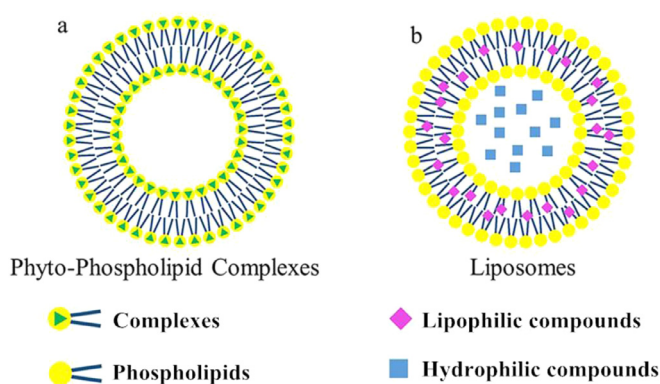 a
b
Phyto-Phospholipid Complexes
Liposomes
Complexes
Lipophilic compounds
Phospholipids
Hydrophilic compounds